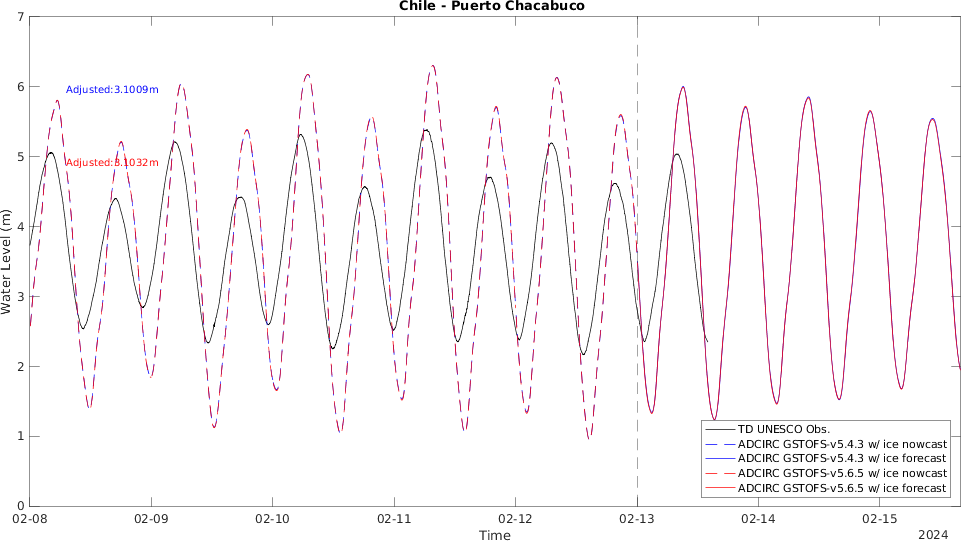 Chile - Puerto Chacabuco
7
6
5
4
3
2
1
0
Water Level (m)
Adjusted:3.1009m
Adjusted:3.1032m
TD UNESCO Obs.
ADCIRC GSTOFS-v5.4.3 w/ ice nowcast
ADCIRC GSTOFS-v5.4.3 w/ ice forecast
ADCIRC GSTOFS-v5.6.5 w/ ice nowcast
ADCIRC GSTOFS-v5.6.5 w/ ice forecast
02-08 02-09 02-10 02-11 02-12 02-13 02-14 02-15
Time
2024